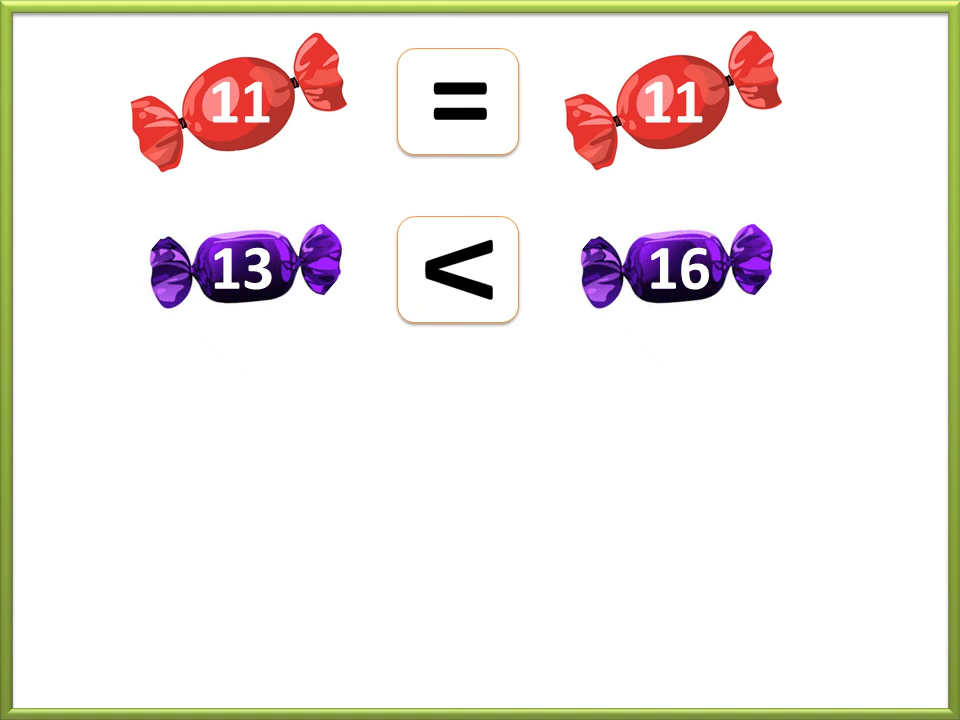 11 = 11
13 < 16